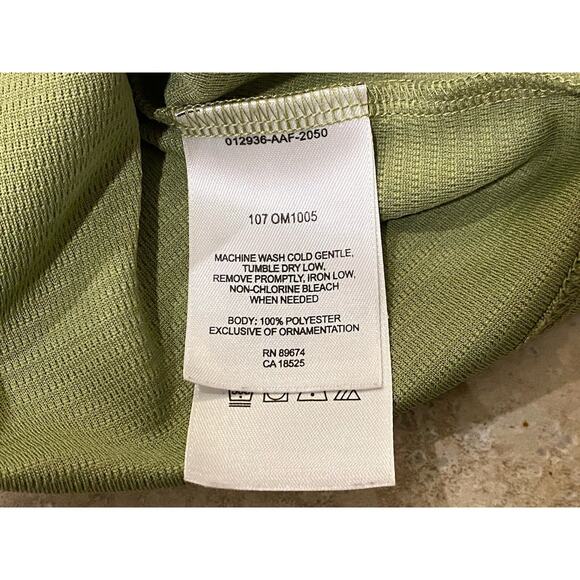 012936-AAF-2050
107 OM1005
MACHINE WASH COLD GENTLE,
TUMBLE DRY LOW,
REMOVE PROMPTLY, IRON LOW,
NON-CHLORINE BLEACH
WHEN NEEDED
BODY: 100% POLYESTER
EXCLUSIVE OF ORNAMENTATION
RN 89674
CA 18525